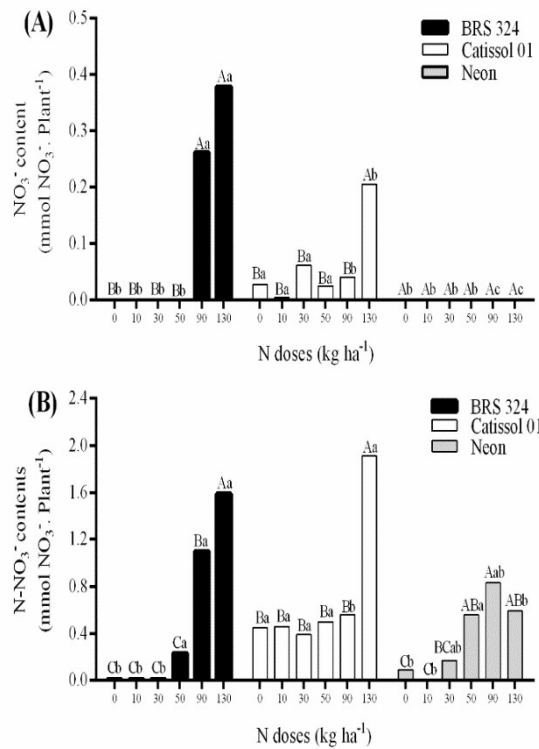 (A)
BRS 324
Catissol 01
Neon
NO₃⁻ content
(mmol NO₃⁻. Plant⁻¹)
0.5
0.4
0.3
0.2
0.1
0.0
Bb Bb Bb Bb Aa Aa Ba Ba Ba Ba Bb Ab Ab Ab Ab Ab Ac Ac
0 10 30 50 90 130 0 10 30 50 90 130 0 10 30 50 90 130
N doses (kg ha⁻¹)
(B)
BRS 324
Catissol 01
Neon
N-NO₃⁻ contents
(mmol NO₃⁻. Plant⁻¹)
2.4
2.0
1.6
1.2
0.8
0.4
0.0
Cb Cb Cb Ca Ba Aa Ba Ba Ba Ba Bb Aa Cb Cb BCab ABa Aab ABb
0 10 30 50 90 130 0 10 30 50 90 130 0 10 30 50 90 130
N doses (kg ha⁻¹)